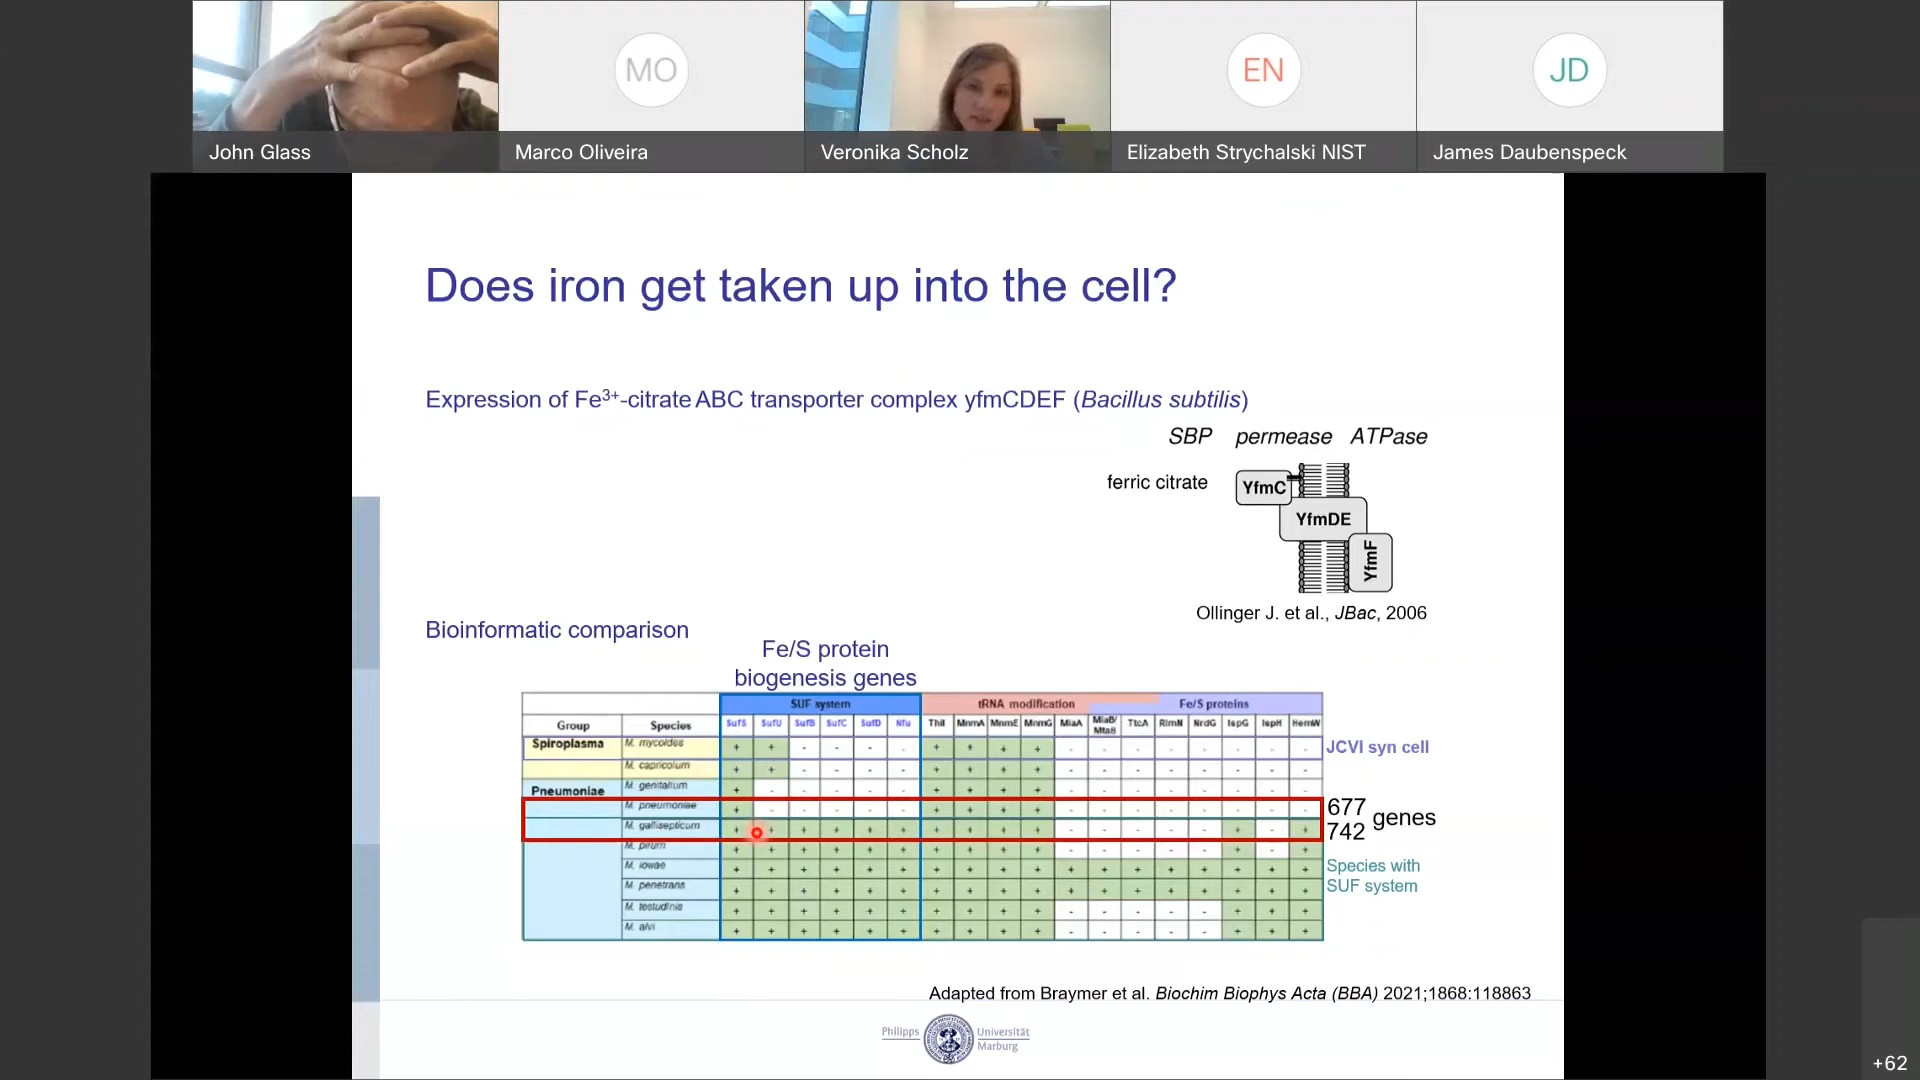 MO
EN
JD
John Glass
Marco Oliveira
Veronika Scholz
Elizabeth Strychalski NIST
James Daubenspeck
Does iron get taken up into the cell?
Expression of Fe3+-citrate ABC transporter complex yfmCDEF (Bacillus subtilis)
SBP permease ATPase
ferric citrate
YfmC
YfmDE
YfmF
Ollinger J. et al., JBac, 2006
Bioinformatic comparison
Fe/S protein
biogenesis genes
SUF system tRNA modification Fe/S proteins
Group Species SufS SufU SufB SufC SufD Nfu ThiI MnmA MnmE MnmG MiaA MiaB/MtaB TtcA RlmN NrdG IspG IspH HemW
Spiroplasma M. mycoides + + - - - - + + + + - - - - - - - -
JCVI syn cell
M. capricolum + + - - - - + + + + - - - - - - - -
Pneumoniae M. genitalium + - - - - - + + + + - - - - - - - -
M. pneumoniae + - - - - - + + + + - - - - - - - -
677
M. gallisepticum + + + + + + + + + + - - - - - + - +
742
genes
M. pirum + + + + + + + + + + - - - - - + - +
M. iowae + + + + + + + + + + + + + + + + + +
M. penetrans + + + + + + + + + + + + + + + + + +
Species with
SUF system
M. testudinis + + + + + + + + + + - - - - - + + +
M. alvi + + + + + + + + + + - - - - - + + +
Adapted from Braymer et al. Biochim Biophys Acta (BBA) 2021;1868:118863
Philipps Universität
Marburg
+62